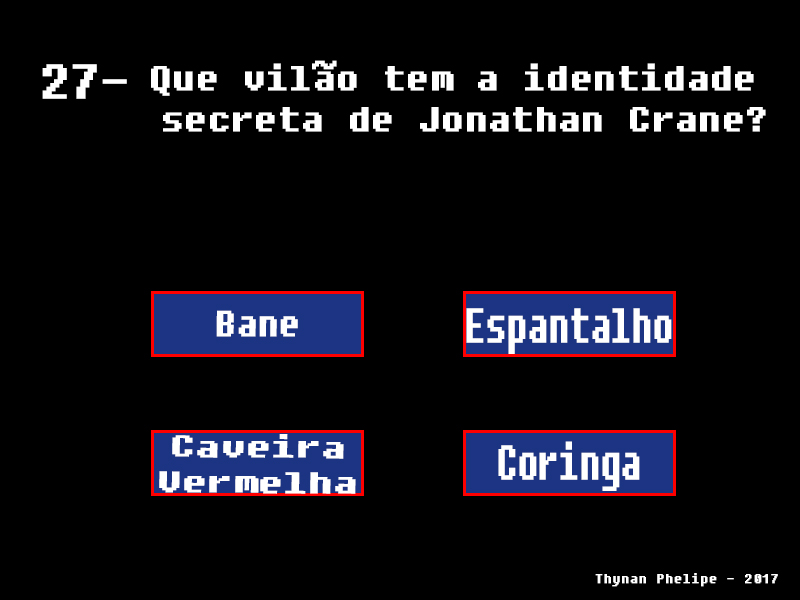 27- Que vilão tem a identidade
secreta de Jonathan Crane?
Bane
Espantalho
Caveira
Vermelha
Coringa
Thynan Phelipe - 2017